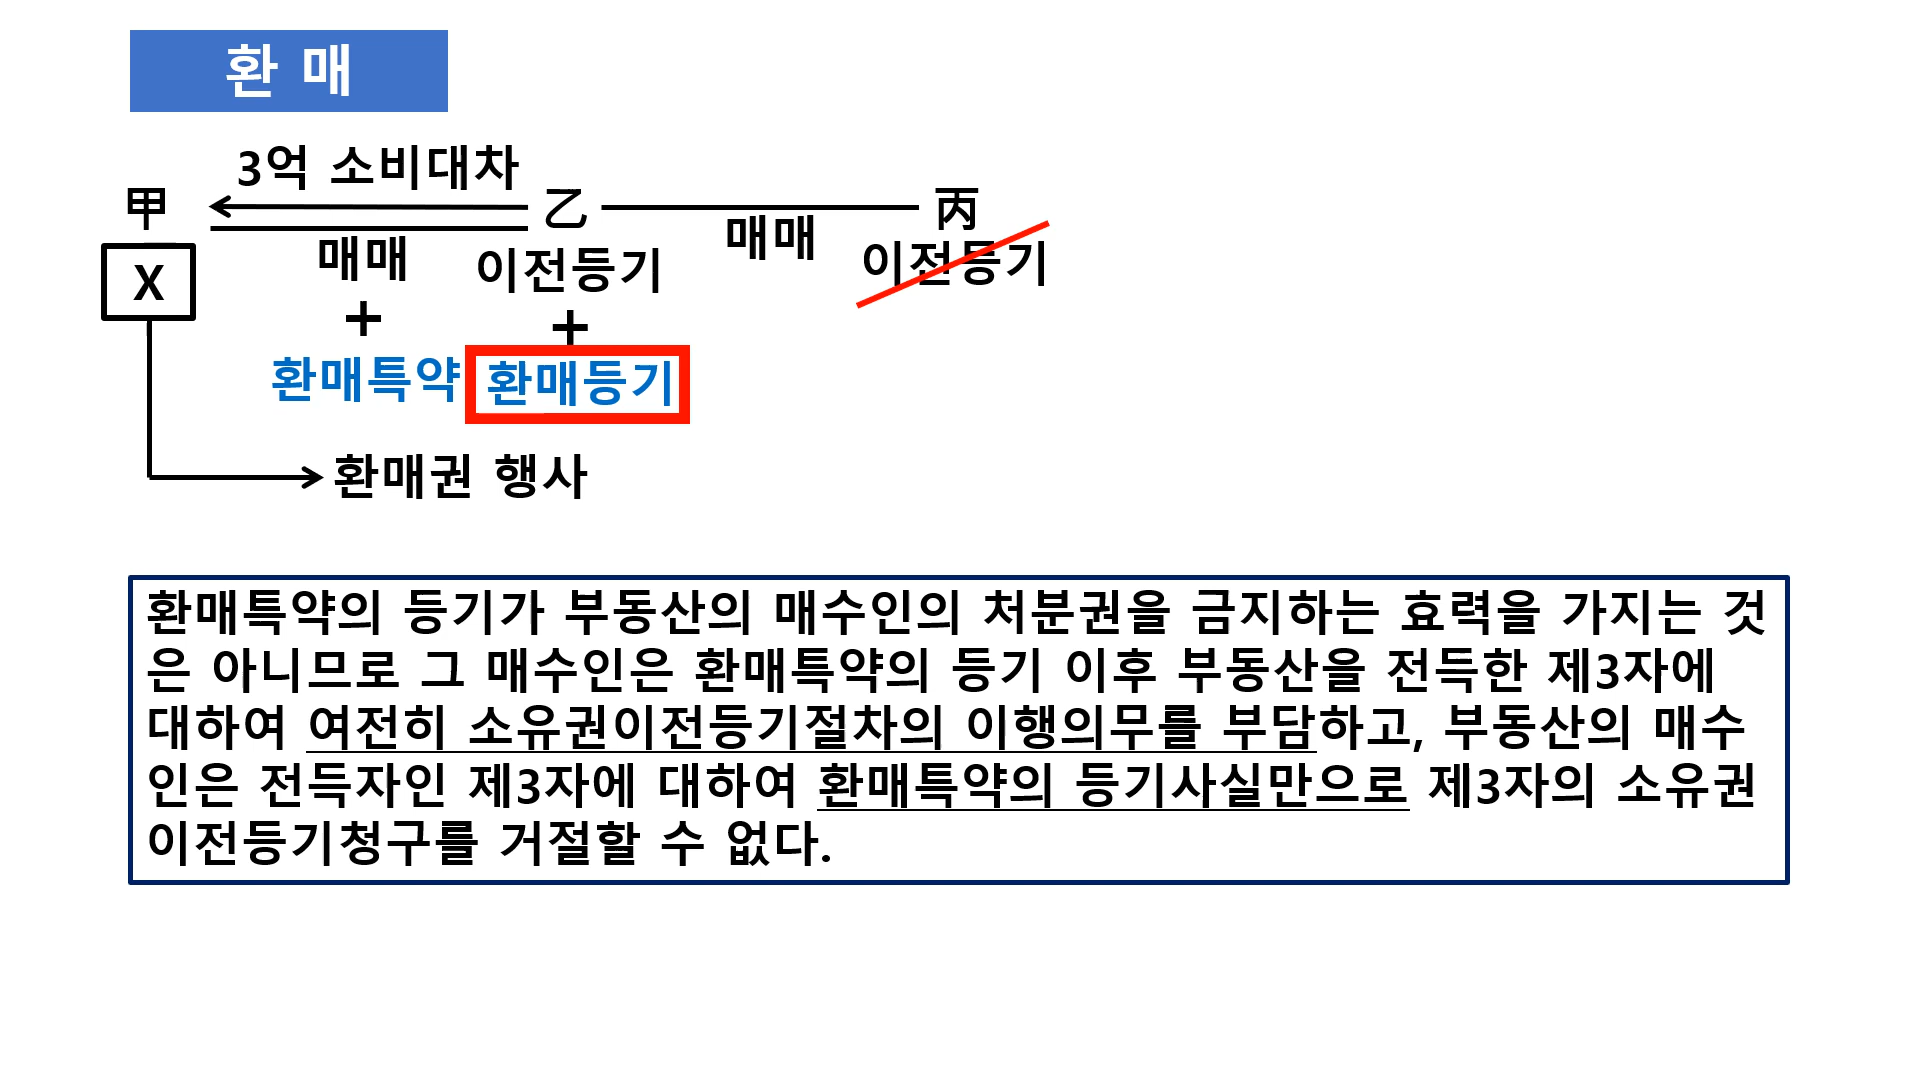 환 매
3억 소비대차
甲
乙
丙
매매
이전등기
매매
이전등기
X
+
+
환매특약
환매등기
환매권 행사
환매특약의 등기가 부동산의 매수인의 처분권을 금지하는 효력을 가지는 것
은 아니므로 그 매수인은 환매특약의 등기 이후 부동산을 전득한 제3자에
대하여 여전히 소유권이전등기절차의 이행의무를 부담하고, 부동산의 매수
인은 전득자인 제3자에 대하여 환매특약의 등기사실만으로 제3자의 소유권
이전등기청구를 거절할 수 없다.